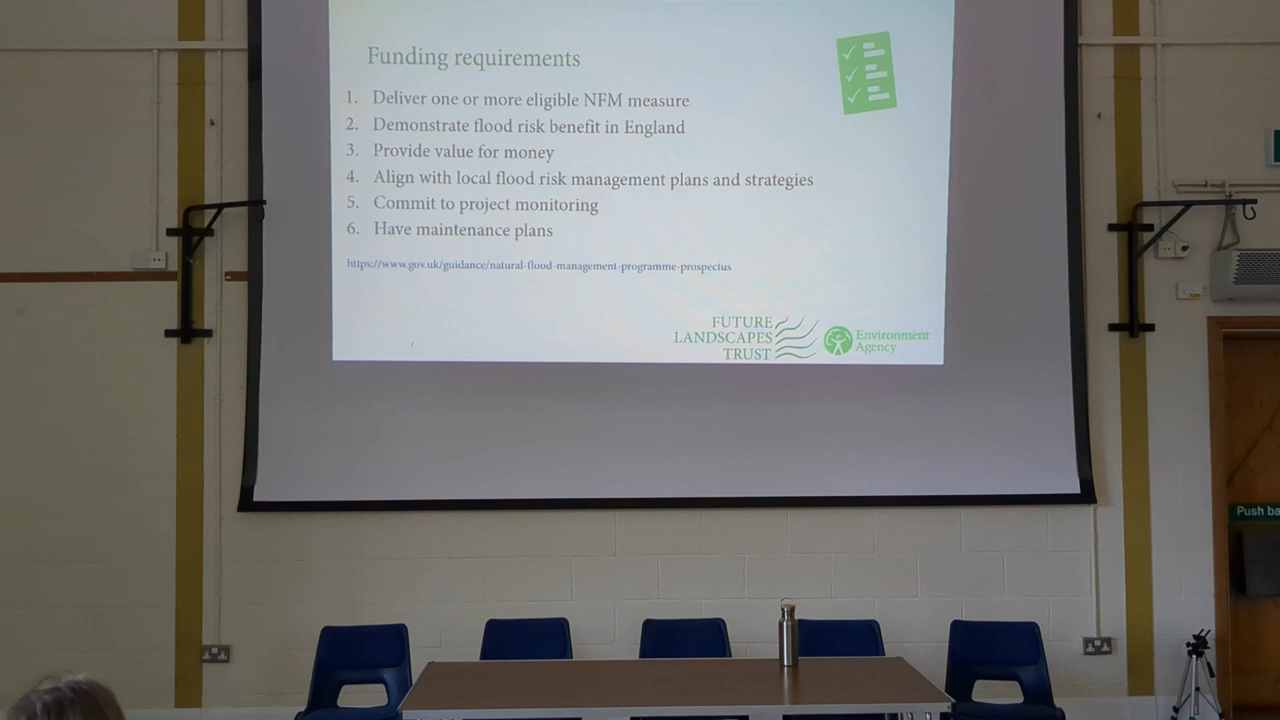 Funding requirements
1. Deliver one or more eligible NFM measure
2. Demonstrate flood risk benefit in England
3. Provide value for money
4. Align with local flood risk management plans and strategies
5. Commit to project monitoring
6. Have maintenance plans
https://www.gov.uk/guidance/natural-flood-management-programme-prospectus
FUTURE
LANDSCAPES
TRUST
Environment
Agency
Push ba